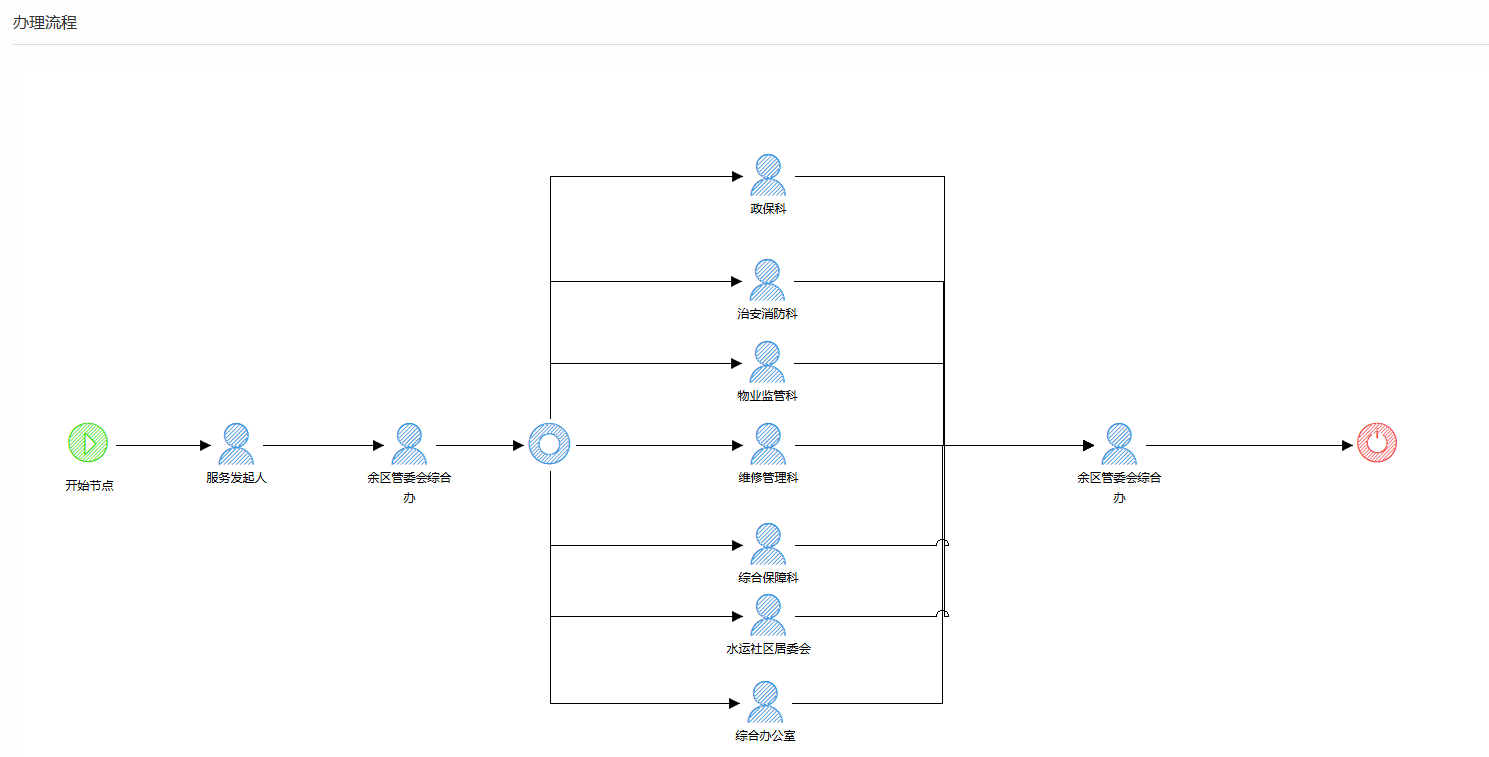 办理流程
政保科
治安消防科
物业监管科
开始节点
服务发起人
余区管委会综合
办
维修管理科
余区管委会综合
办
综合保障科
水运社区居委会
综合办公室